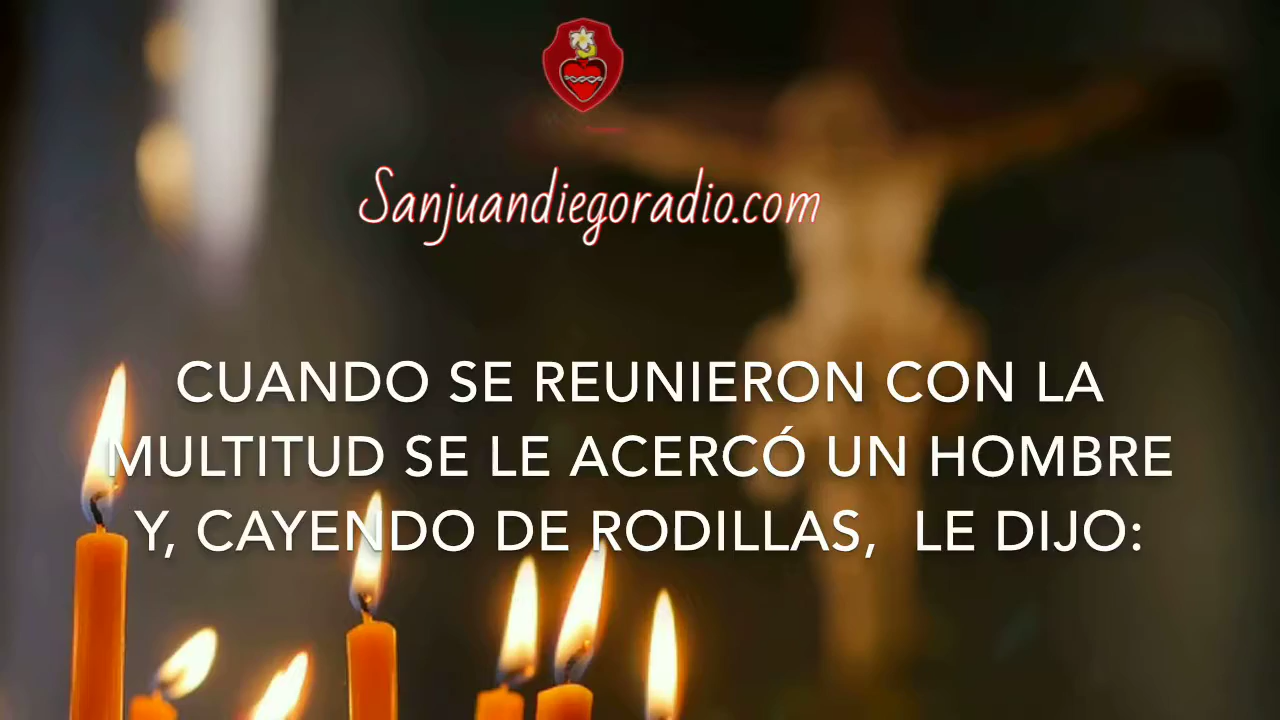 Sanjuandiegoradio.com
CUANDO SE REUNIERON CON LA
MULTITUD SE LE ACERCÓ UN HOMBRE
Y, CAYENDO DE RODILLAS, LE DIJO: